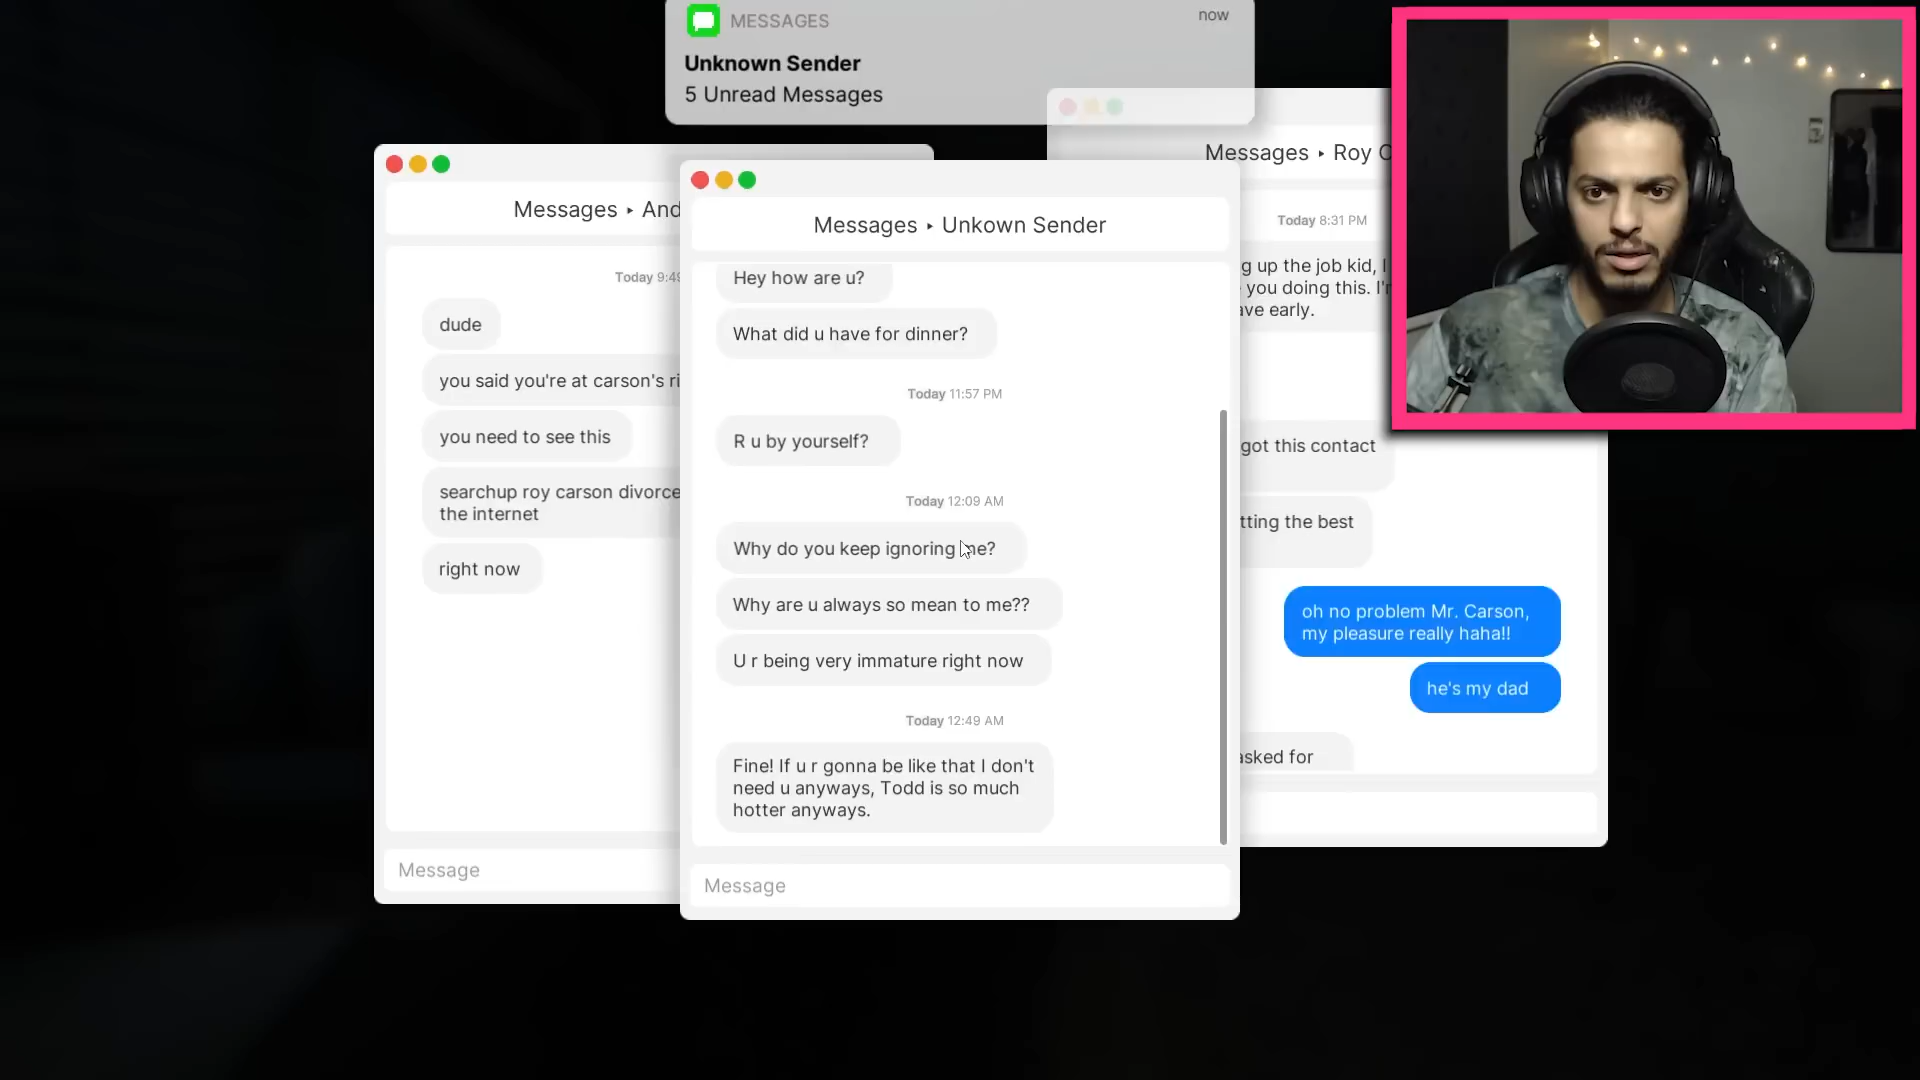 MESSAGES
now
Unknown Sender
5 Unread Messages
Messages ▸ And
Today 9:49
dude
you said you're at carson's ri
you need to see this
searchup roy carson divorce
the internet
right now
Message
Messages ▸ Unkown Sender
Hey how are u?
What did u have for dinner?
Today 11:57 PM
R u by yourself?
Today 12:09 AM
Why do you keep ignoring me?
Why are u always so mean to me??
U r being very immature right now
Today 12:49 AM
Fine! If u r gonna be like that I don't
need u anyways, Todd is so much
hotter anyways.
Message
Messages ▸ Roy C
Today 8:31 PM
g up the job kid, I
you doing this. I'm
ave early.
got this contact
tting the best
oh no problem Mr. Carson,
my pleasure really haha!!
he's my dad
asked for